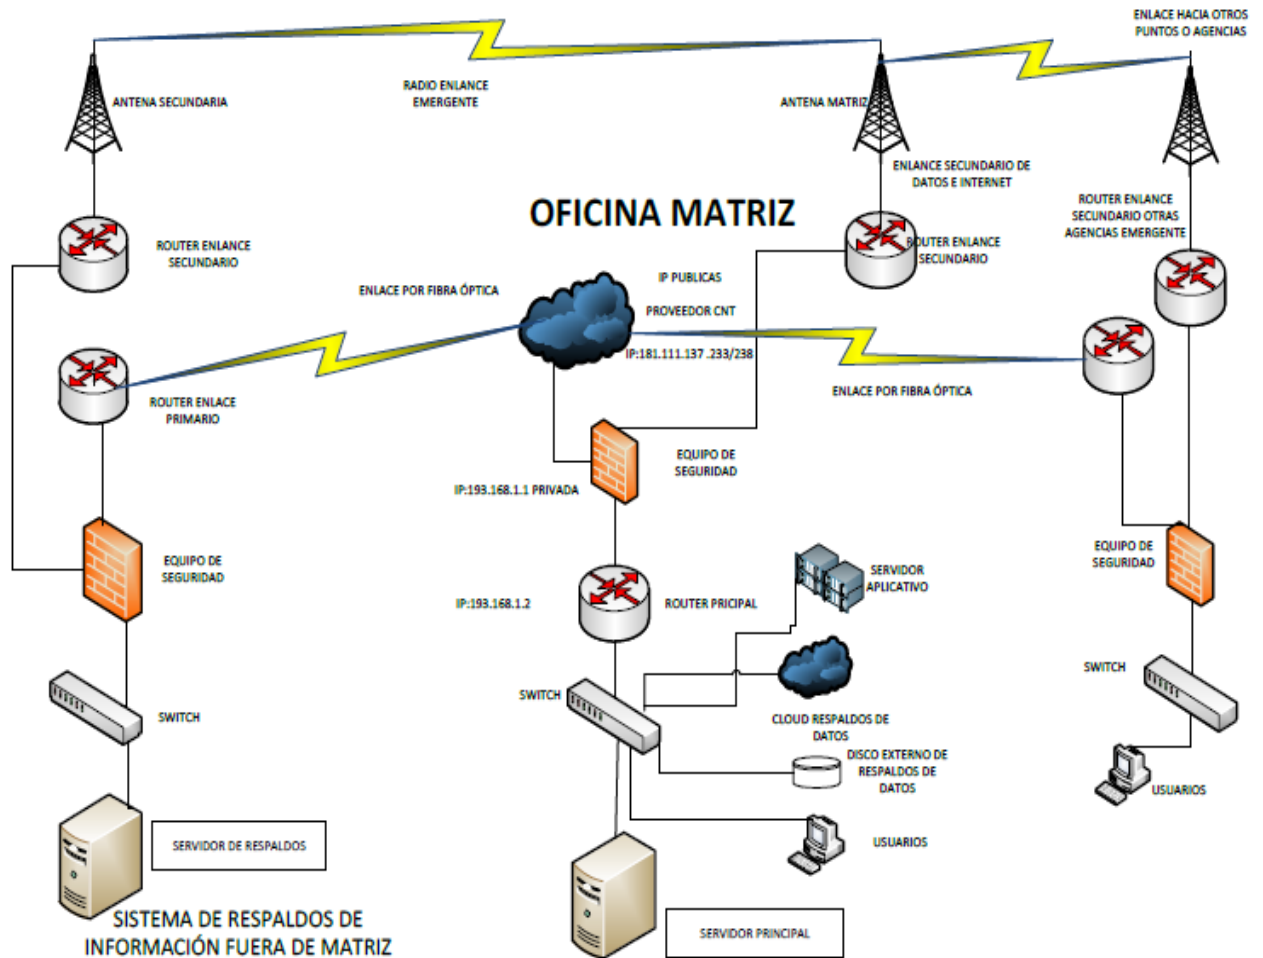 ENLACE HACIA OTROS
PUNTOS O AGENCIAS
RADIO ENLACE
EMERGENTE
ANTENA SECUNDARIA
ANTENA MATRIZ
ENLANCE SECUNDARIO DE
DATOS E INTERNET
OFICINA MATRIZ
ROUTER ENLANCE
SECUNDARIO OTRAS
AGENCIAS EMERGENTE
ROUTER ENLANCE
SECUNDARIO
ROUTER ENLANCE
SECUNDARIO
ENLACE POR FIBRA ÓPTICA
IP PUBLICAS
PROVEEDOR CNT
IP:181.111.137 .233/238
ENLACE POR FIBRA ÓPTICA
ROUTER ENLACE
PRIMARIO
EQUIPO DE
SEGURIDAD
IP:193.168.1.1 PRIVADA
EQUIPO DE
SEGURIDAD
EQUIPO DE
SEGURIDAD
SERVIDOR
APLICATIVO
IP:193.168.1.2
ROUTER PRICIPAL
SWITCH
SWITCH
SWITCH
CLOUD RESPALDOS DE
DATOS
DISCO EXTERNO DE
RESPALDOS DE
DATOS
USUARIOS
USUARIOS
SERVIDOR DE RESPALDOS
SISTEMA DE RESPALDOS DE
INFORMACIÓN FUERA DE MATRIZ
SERVIDOR PRINCIPAL